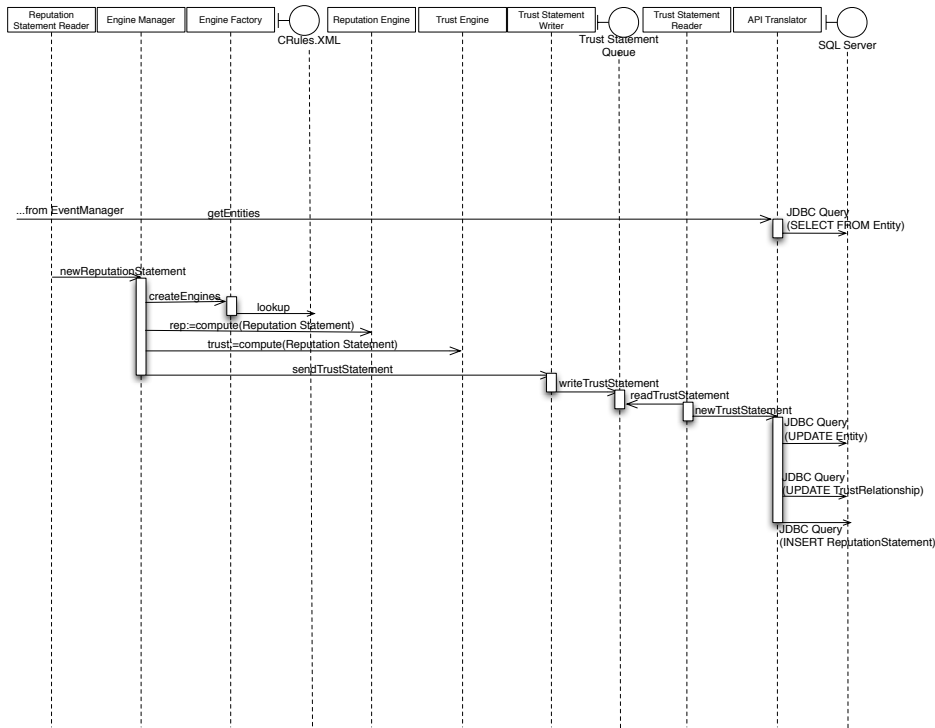 Reputation
Statement Reader
Engine Manager
Engine Factory
CRules.XML
Reputation Engine
Trust Engine
Trust Statement
Writer
Trust Statement
Queue
Trust Statement
Reader
API Translator
SQL Server
...from EventManager
getEntities
JDBC Query
(SELECT FROM Entity)
newReputationStatement
createEngines
lookup
rep:=compute(Reputation Statement)
trust:=compute(Reputation Statement)
sendTrustStatement
writeTrustStatement
readTrustStatement
newTrustStatement
JDBC Query
(UPDATE Entity)
JDBC Query
(UPDATE TrustRelationship)
JDBC Query
(INSERT ReputationStatement)